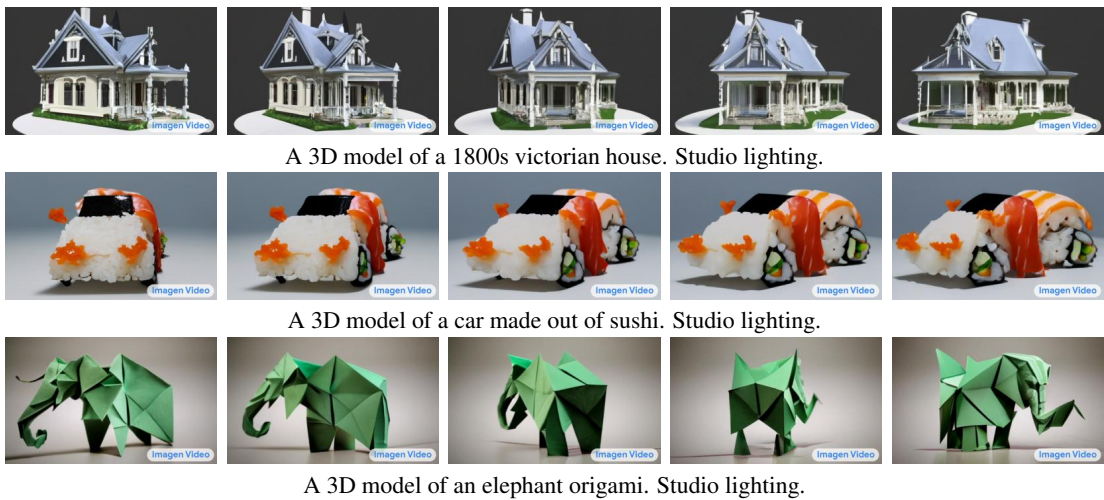 Imagen Video Imagen Video Imagen Video Imagen Video Imagen Video
A 3D model of a 1800s victorian house. Studio lighting.
Imagen Video Imagen Video Imagen Video Imagen Video Imagen Video
A 3D model of a car made out of sushi. Studio lighting.
Imagen Video Imagen Video Imagen Video Imagen Video Imagen Video
A 3D model of an elephant origami. Studio lighting.